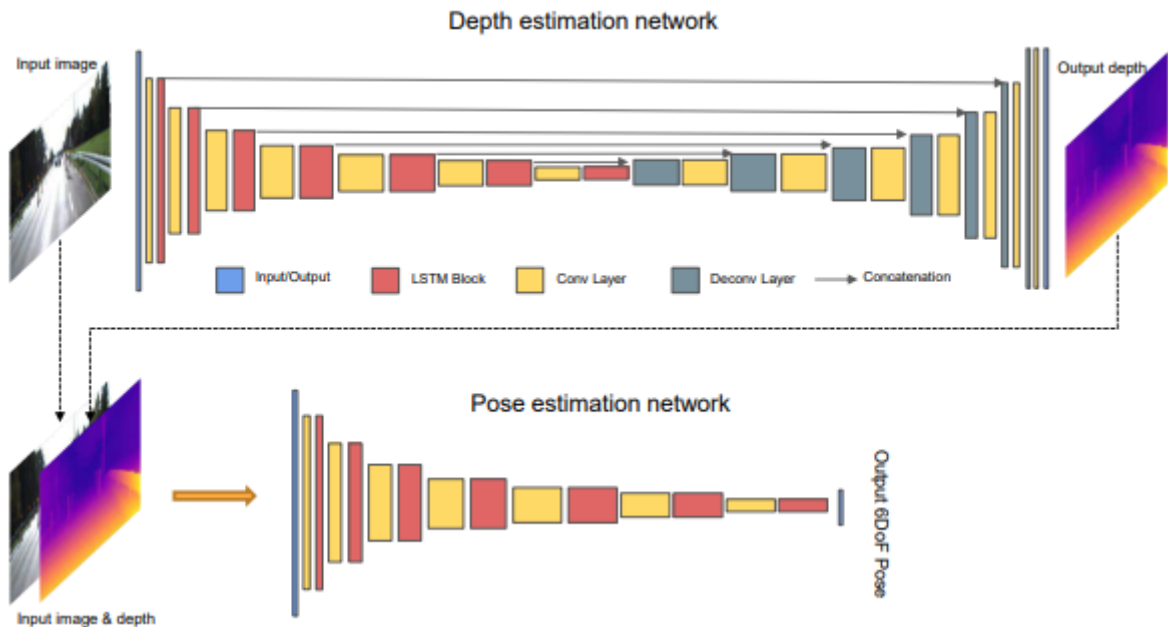 Depth estimation network
Input image
Output depth
Input/Output
LSTM Block
Conv Layer
Deconv Layer
Concatenation
Pose estimation network
Output 6DoF Pose
Input image & depth